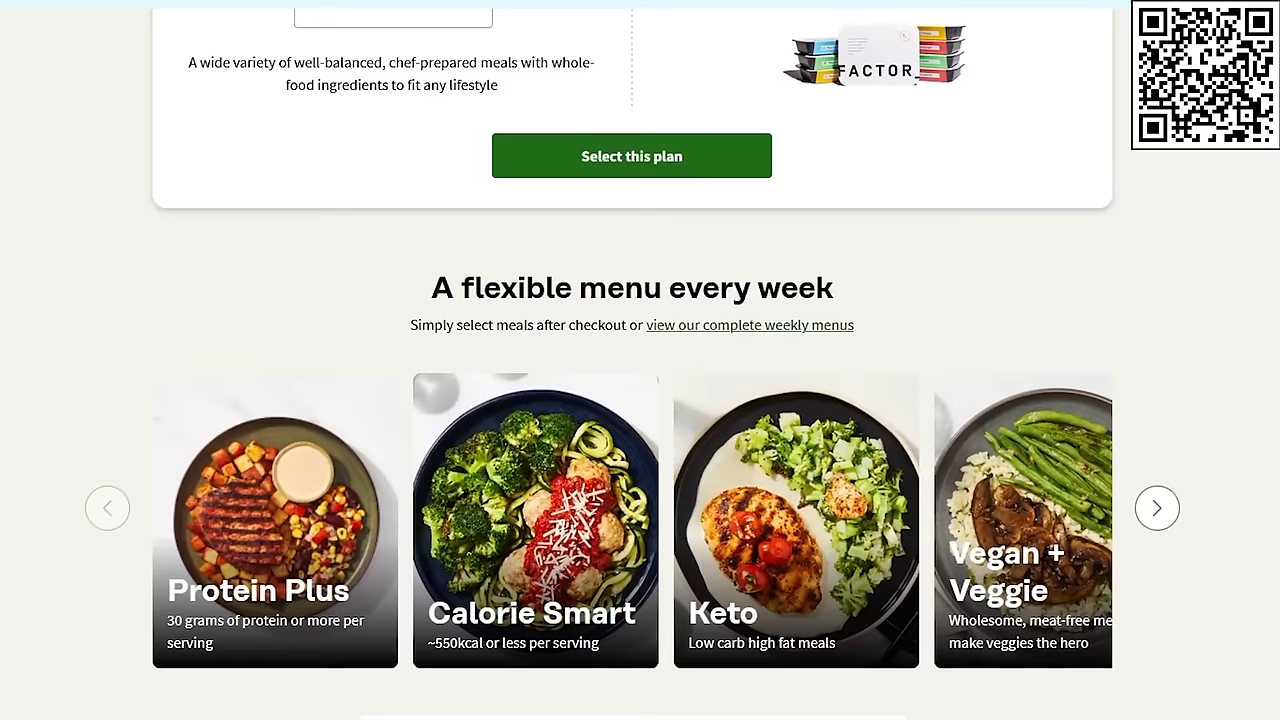 A wide variety of well-balanced, chef-prepared meals with whole-
food ingredients to fit any lifestyle
FACTOR
Select this plan
A flexible menu every week
Simply select meals after checkout or view our complete weekly menus
Protein Plus
30 grams of protein or more per
serving
Calorie Smart
~550kcal or less per serving
Keto
Low carb high fat meals
Vegan +
Veggie
Wholesome, meat-free me
make veggies the hero